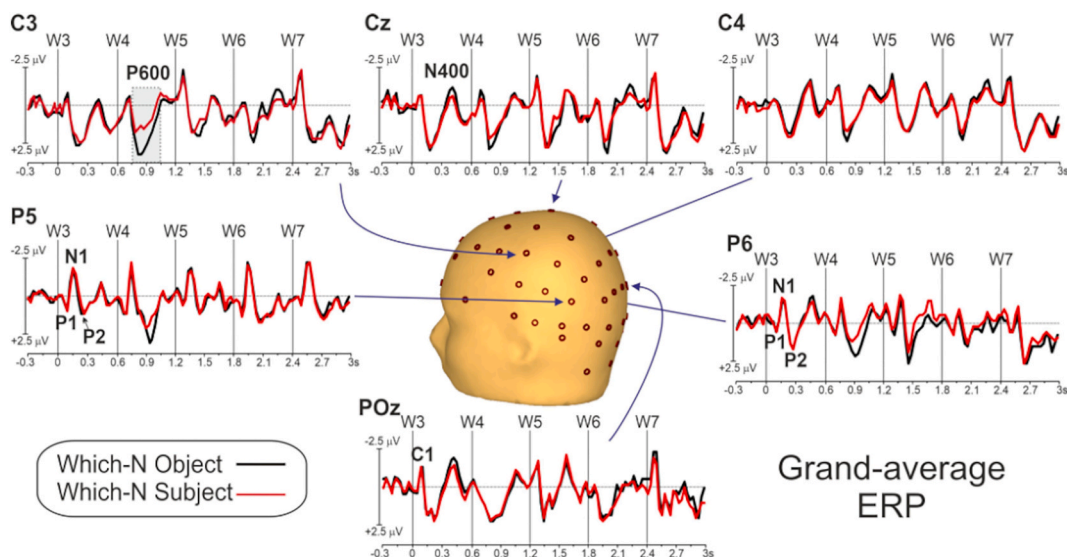 C3
W3 W4 W5 W6 W7
-2.5 µV
P600
+2.5 µV
-0.3 0 0.3 0.6 0.9 1.2 1.5 1.8 2.1 2.4 2.7 3s
Cz
W3 W4 W5 W6 W7
-2.5 µV
N400
+2.5 µV
-0.3 0 0.3 0.6 0.9 1.2 1.5 1.8 2.1 2.4 2.7 3s
C4
W3 W4 W5 W6 W7
-2.5 µV
+2.5 µV
-0.3 0 0.3 0.6 0.9 1.2 1.5 1.8 2.1 2.4 2.7 3s
P5
W3 W4 W5 W6 W7
-2.5 µV
N1
P1
P2
+2.5 µV
-0.3 0 0.3 0.6 0.9 1.2 1.5 1.8 2.1 2.4 2.7 3s
P6
W3 W4 W5 W6 W7
-2.5 µV
N1
P1
P2
+2.5 µV
-0.3 0 0.3 0.6 0.9 1.2 1.5 1.8 2.1 2.4 2.7 3s
POz
W3 W4 W5 W6 W7
-2.5 µV
C1
+2.5 µV
-0.3 0 0.3 0.6 0.9 1.2 1.5 1.8 2.1 2.4 2.7 3s
Which-N Object
Which-N Subject
Grand-average
ERP